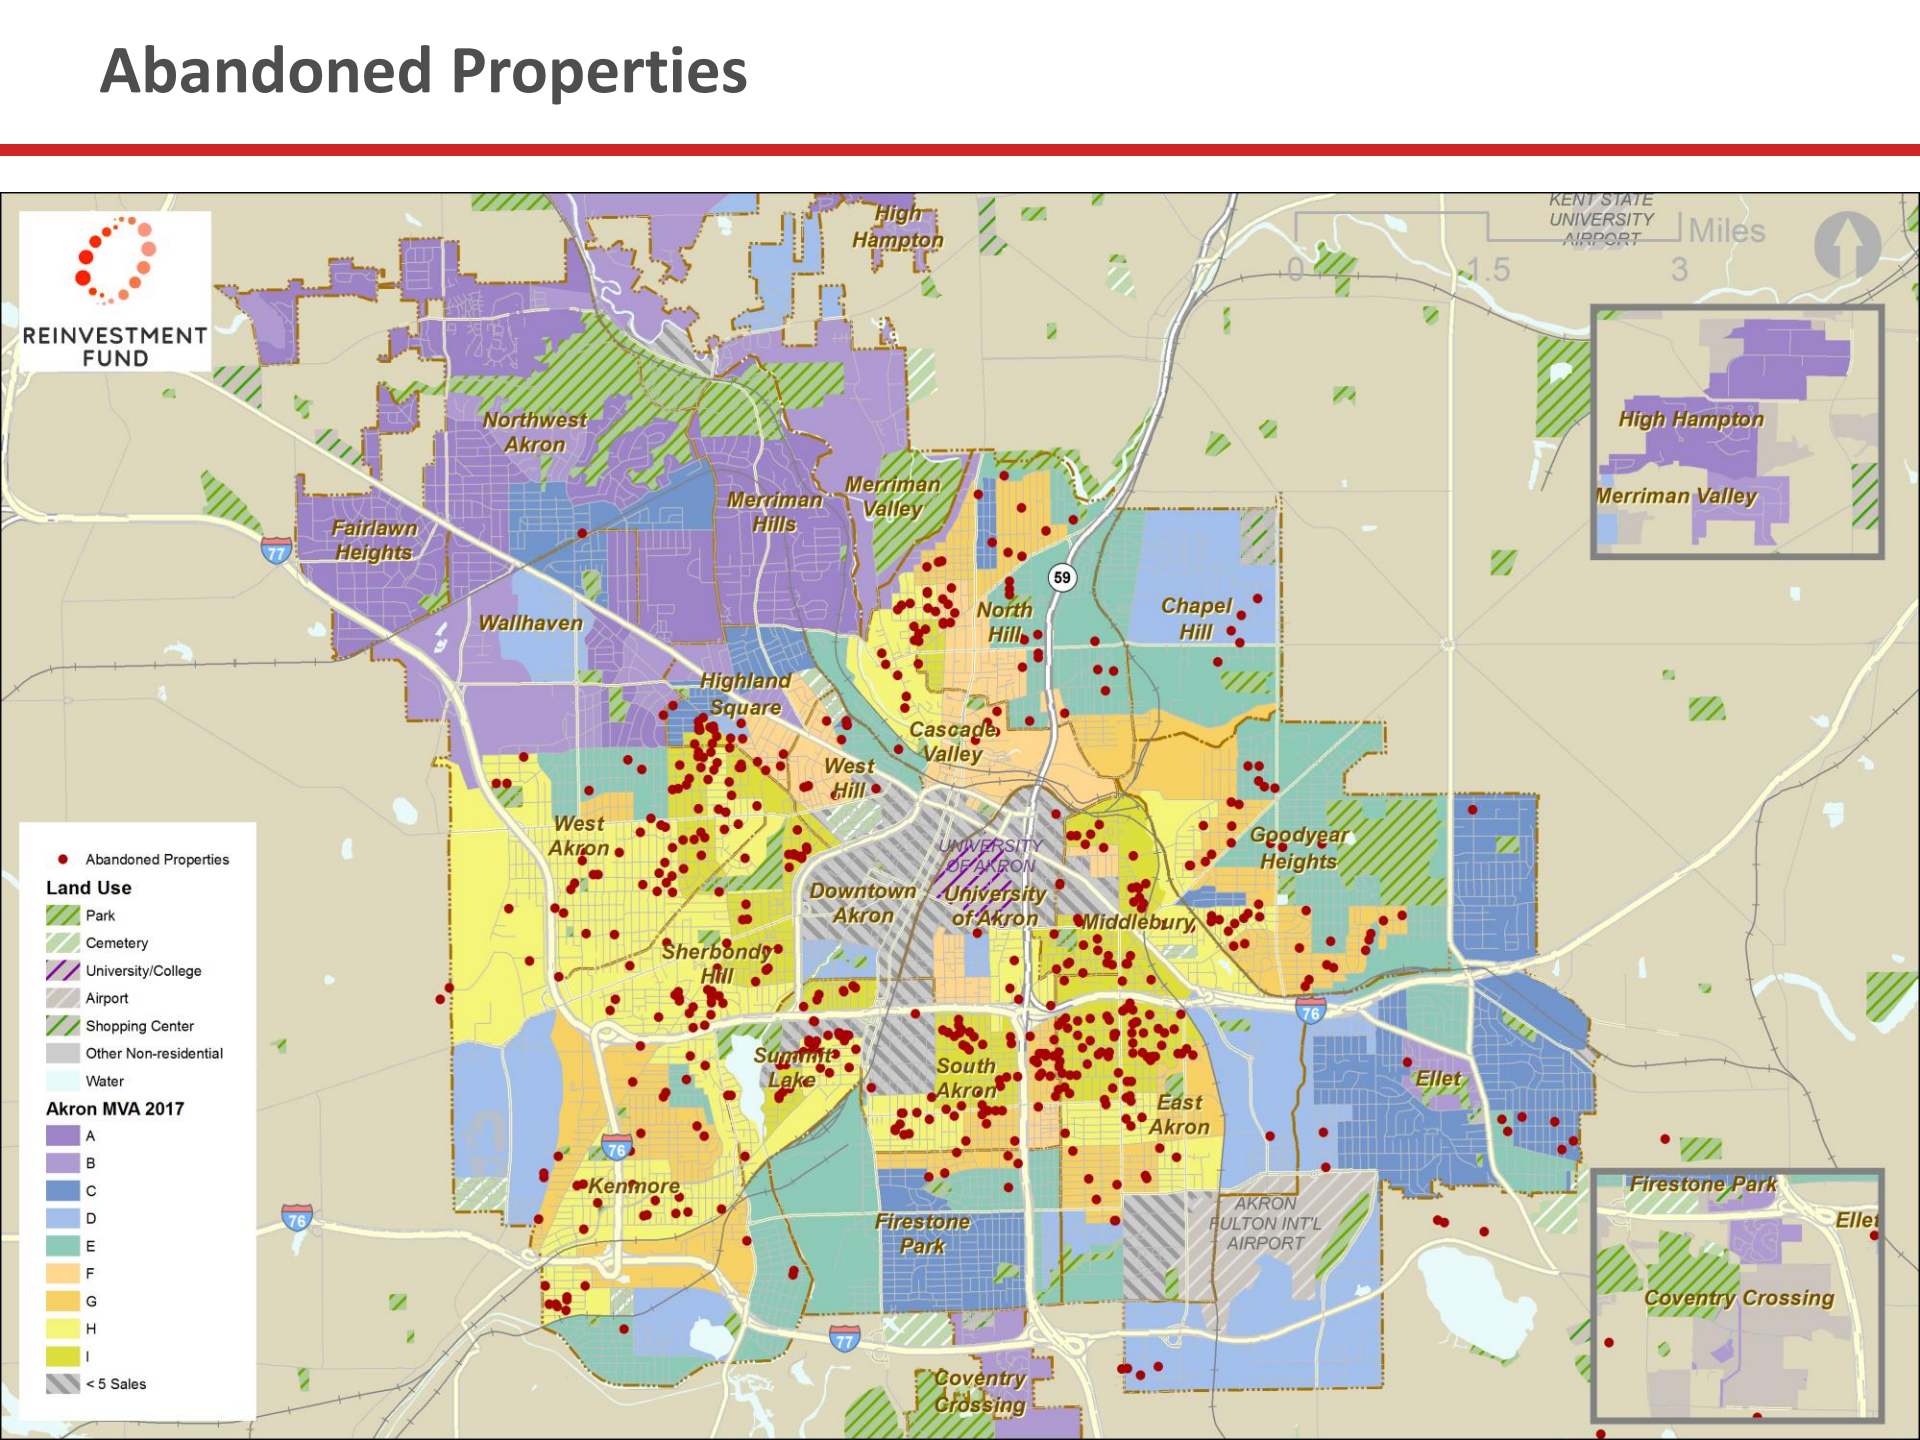 Abandoned Properties
REINVESTMENT
FUND
High
Hampton
KENT STATE
UNIVERSITY
AIRPORT
Miles
0
1.5
3
Northwest
Akron
Merriman
Hills
Merriman
Valley
Fairlawn
Heights
77
High Hampton
Merriman Valley
59
Wallhaven
North
Hill
Chapel
Hill
Highland
Square
Cascade
Valley
West
Hill
West
Akron
UNIVERSITY
OF AKRON
Goodyear
Heights
Downtown
Akron
University
of Akron
Middlebury
Sherbondy
Hill
76
Summit
Lake
South
Akron
Ellet
East
Akron
76
Kenmore
76
Firestone
Park
AKRON
FULTON INT'L
AIRPORT
77
Coventry
Crossing
Firestone Park
Ellet
Coventry Crossing
Abandoned Properties
Land Use
Park
Cemetery
University/College
Airport
Shopping Center
Other Non-residential
Water
Akron MVA 2017
A
B
C
D
E
F
G
H
I
< 5 Sales